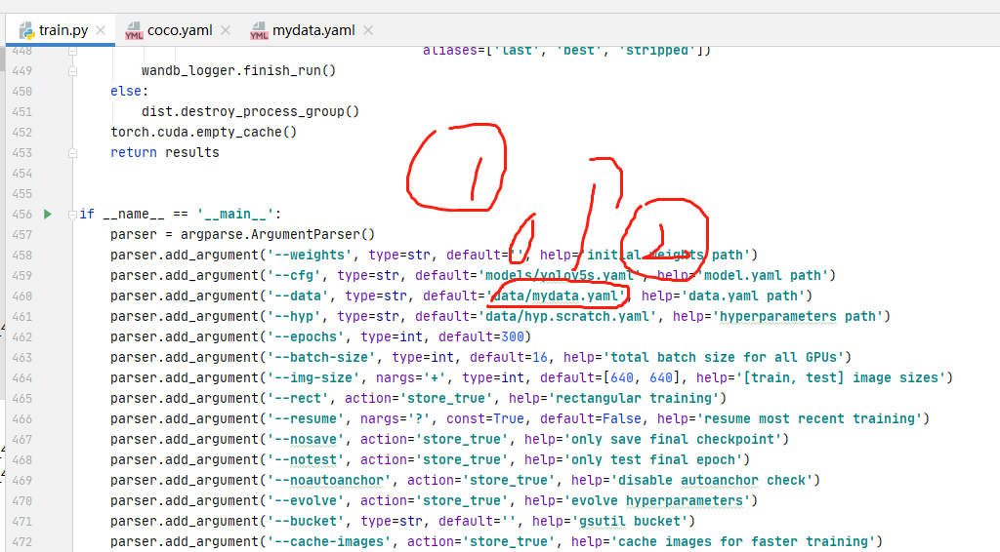 train.py coco.yaml mydata.yaml
448 aliases=['last', 'best', 'stripped'])
449 wandb_logger.finish_run()
450 else:
451 dist.destroy_process_group()
452 torch.cuda.empty_cache()
453 return results
454
455
1
456 if __name__ == '__main__':
457 parser = argparse.ArgumentParser()
2
458 parser.add_argument('--weights', type=str, default='', help='initial weights path')
459 parser.add_argument('--cfg', type=str, default='models/yolov5s.yaml', help='model.yaml path')
460 parser.add_argument('--data', type=str, default='data/mydata.yaml', help='data.yaml path')
461 parser.add_argument('--hyp', type=str, default='data/hyp.scratch.yaml', help='hyperparameters path')
462 parser.add_argument('--epochs', type=int, default=300)
463 parser.add_argument('--batch-size', type=int, default=16, help='total batch size for all GPUs')
464 parser.add_argument('--img-size', nargs='+', type=int, default=[640, 640], help='[train, test] image sizes')
465 parser.add_argument('--rect', action='store_true', help='rectangular training')
466 parser.add_argument('--resume', nargs='?', const=True, default=False, help='resume most recent training')
467 parser.add_argument('--nosave', action='store_true', help='only save final checkpoint')
468 parser.add_argument('--notest', action='store_true', help='only test final epoch')
469 parser.add_argument('--noautoanchor', action='store_true', help='disable autoanchor check')
470 parser.add_argument('--evolve', action='store_true', help='evolve hyperparameters')
471 parser.add_argument('--bucket', type=str, default='', help='gsutil bucket')
472 parser.add_argument('--cache-images', action='store_true', help='cache images for faster training')